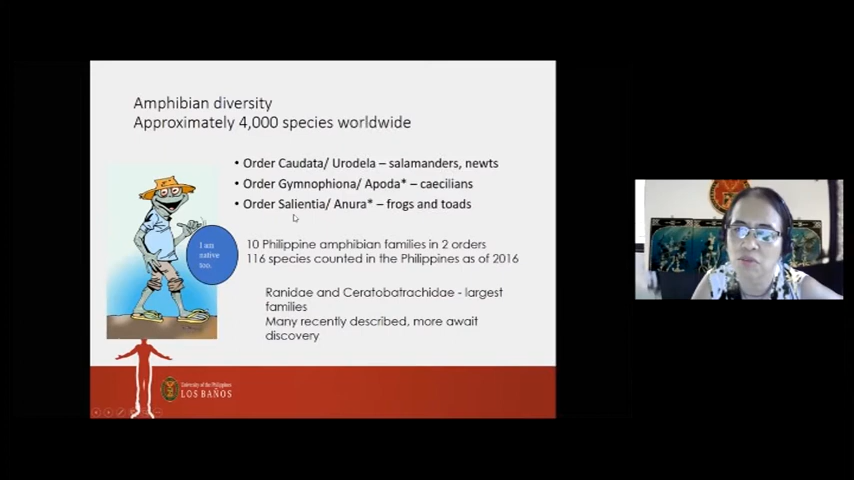 Amphibian diversity
Approximately 4,000 species worldwide
• Order Caudata/ Urodela – salamanders, newts
• Order Gymnophiona/ Apoda* – caecilians
• Order Salientia/ Anura* – frogs and toads
I am
native
too.
10 Philippine amphibian families in 2 orders
116 species counted in the Philippines as of 2016
Ranidae and Ceratobatrachidae - largest
families
Many recently described, more await
discovery
University of the Philippines
LOS BAÑOS